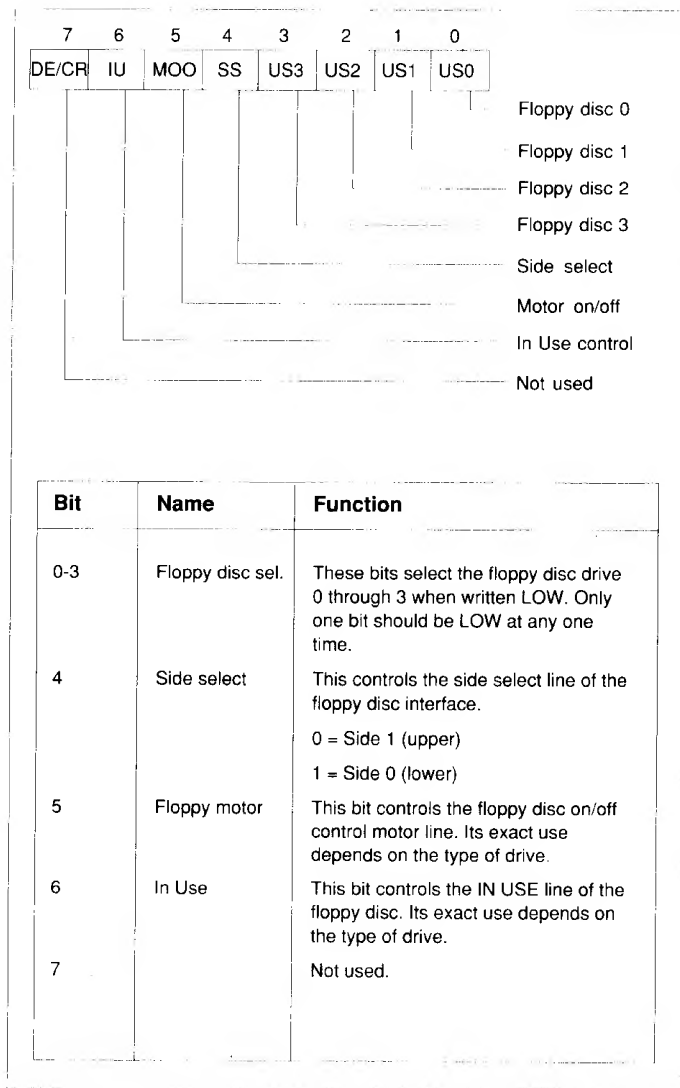 7 6 5 4 3 2 1 0
DE/CR IU MOO SS US3 US2 US1 US0
Floppy disc 0
Floppy disc 1
Floppy disc 2
Floppy disc 3
Side select
Motor on/off
In Use control
Not used
Bit Name Function
0-3 Floppy disc sel. These bits select the floppy disc drive
0 through 3 when written LOW. Only
one bit should be LOW at any one
time.
4 Side select This controls the side select line of the
floppy disc interface.
0 = Side 1 (upper)
1 = Side 0 (lower)
5 Floppy motor This bit controls the floppy disc on/off
control motor line. Its exact use
depends on the type of drive.
6 In Use This bit controls the IN USE line of the
floppy disc. Its exact use depends on
the type of drive.
7 Not used.